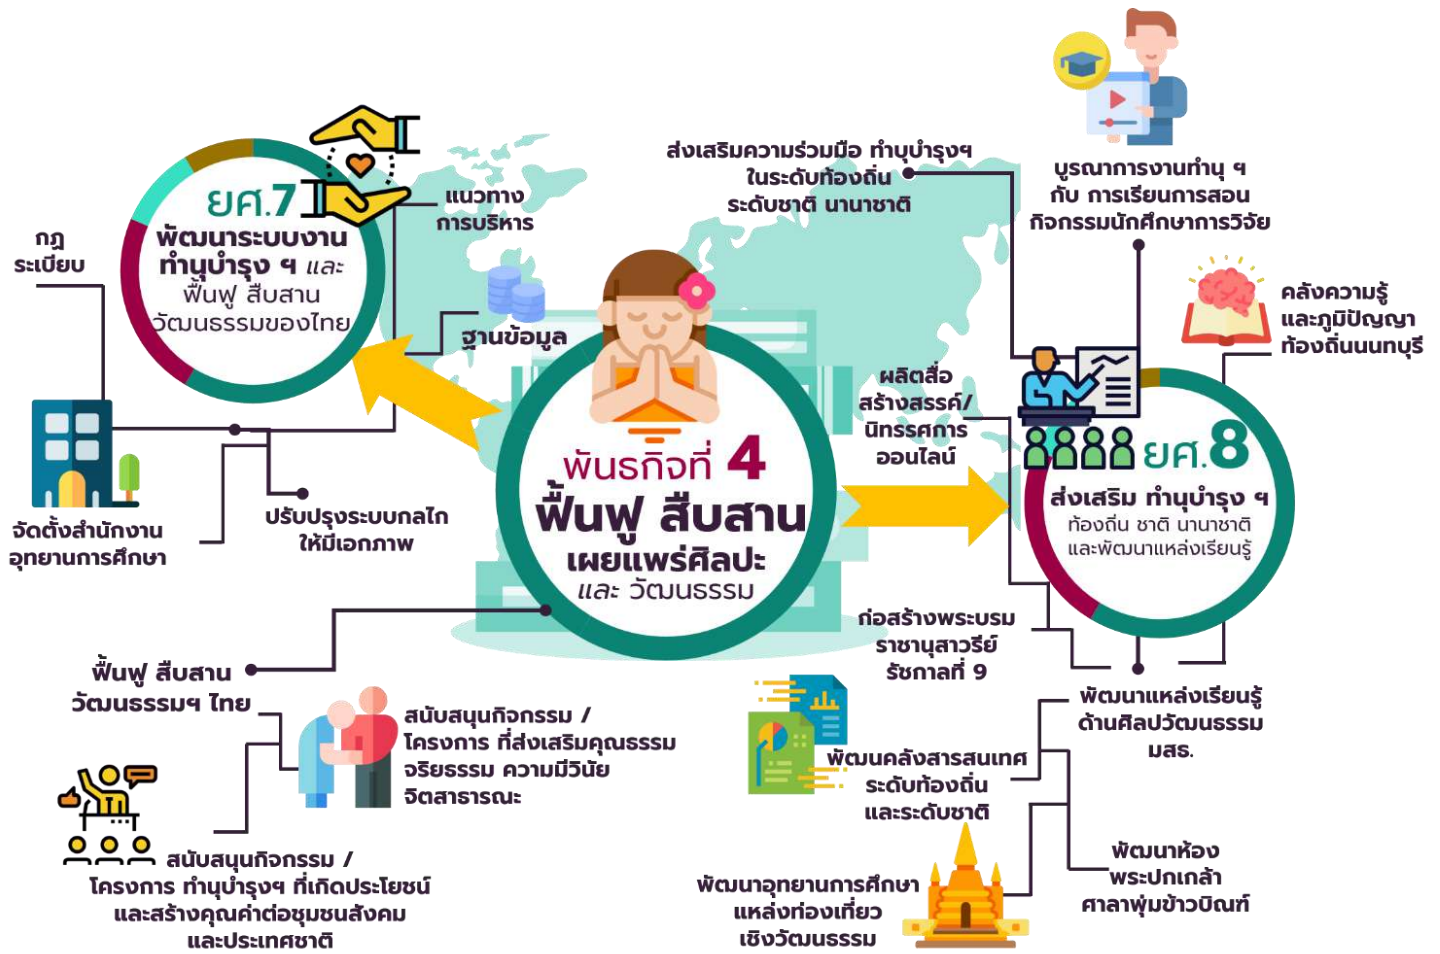 ยศ.7
พัฒนาระบบงาน
ทำนุบำรุง ฯ และ
ฟื้นฟู สืบสาน
วัฒนธรรมของไทย
กฏ
ระเบียบ
แนวทาง
การบริหาร
ฐานข้อมูล
จัดตั้งสำนักงาน
อุทยานการศึกษา
ปรับปรุงระบบกลไก
ให้มีเอกภาพ
พันธกิจที่ 4
ฟื้นฟู สืบสาน
เผยแพร่ศิลปะ
และ วัฒนธรรม
ฟื้นฟู สืบสาน
วัฒนธรรมฯ ไทย
สนับสนุนกิจกรรม /
โครงการ ที่ส่งเสริมคุณธรรม
จริยธรรม ความมีวินัย
จิตสาธารณะ
สนับสนุนกิจกรรม /
โครงการ ทำนุบำรุงฯ ที่เกิดประโยชน์
และสร้างคุณค่าต่อชุมชนสังคม
และประเทศชาติ
ส่งเสริมความร่วมมือ ทำบุบำรุงฯ
ในระดับท้องถิ่น
ระดับชาติ นานาชาติ
บูรณาการงานทำนุ ฯ
กับ การเรียนการสอน
กิจกรรมนักศึกษาการวิจัย
คลังความรู้
และภูมิปัญญา
ท้องถิ่นนนทบุรี
ผลิตสื่อ
สร้างสรรค์/
นิทรรศการ
ออนไลน์
ยศ.8
ส่งเสริม ทำนุบำรุง ฯ
ท้องถิ่น ชาติ นานาชาติ
และพัฒนาแหล่งเรียนรู้
ก่อสร้างพระบรม
ราชานุสาวรีย์
รัชกาลที่ 9
พัฒนาแหล่งเรียนรู้
ด้านศิลปวัฒนธรรม
มสธ.
พัฒนคลังสารสนเทศ
ระดับท้องถิ่น
และระดับชาติ
พัฒนาห้อง
พระปกเกล้า
ศาลาพุ่มข้าวบิณฑ์
พัฒนาอุทยานการศึกษา
แหล่งท่องเที่ยว
เชิงวัฒนธรรม